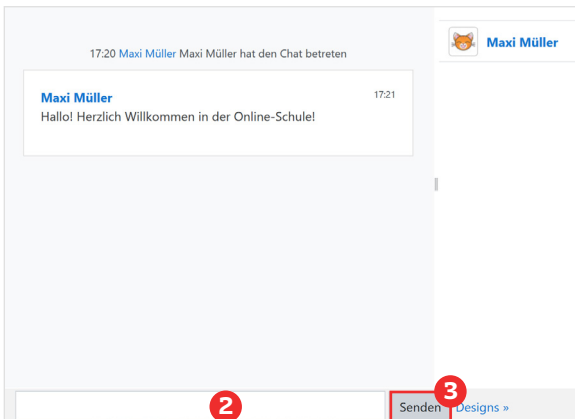 17:20 Maxi Müller Maxi Müller hat den Chat betreten
Maxi Müller
17:21
Hallo! Herzlich Willkommen in der Online-Schule!
Maxi Müller
2
Senden
3
Designs »